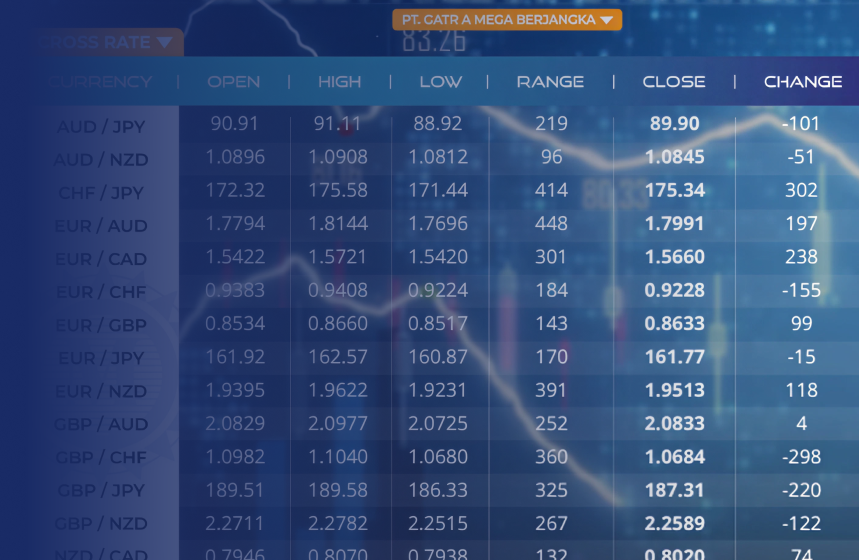 PT. GATR A MEGA BERJANGKA
83.26
CROSS RATE
CURRENCY | OPEN | HIGH | LOW | RANGE | CLOSE | CHANGE
AUD / JPY 90.91 91.11 88.92 219 89.90 -101
AUD / NZD 1.0896 1.0908 1.0812 96 1.0845 -51
CHF / JPY 172.32 175.58 171.44 414 175.34 302
80.33
EUR / AUD 1.7794 1.8144 1.7696 448 1.7991 197
EUR / CAD 1.5422 1.5721 1.5420 301 1.5660 238
EUR / CHF 0.9383 0.9408 0.9224 184 0.9228 -155
EUR / GBP 0.8534 0.8660 0.8517 143 0.8633 99
EUR / JPY 161.92 162.57 160.87 170 161.77 -15
EUR / NZD 1.9395 1.9622 1.9231 391 1.9513 118
GBP / AUD 2.0829 2.0977 2.0725 252 2.0833 4
GBP / CHF 1.0982 1.1040 1.0680 360 1.0684 -298
GBP / JPY 189.51 189.58 186.33 325 187.31 -220
GBP / NZD 2.2711 2.2782 2.2515 267 2.2589 -122
NZD / CAD 0.7946 0.8070 0.7938 132 0.8020 74